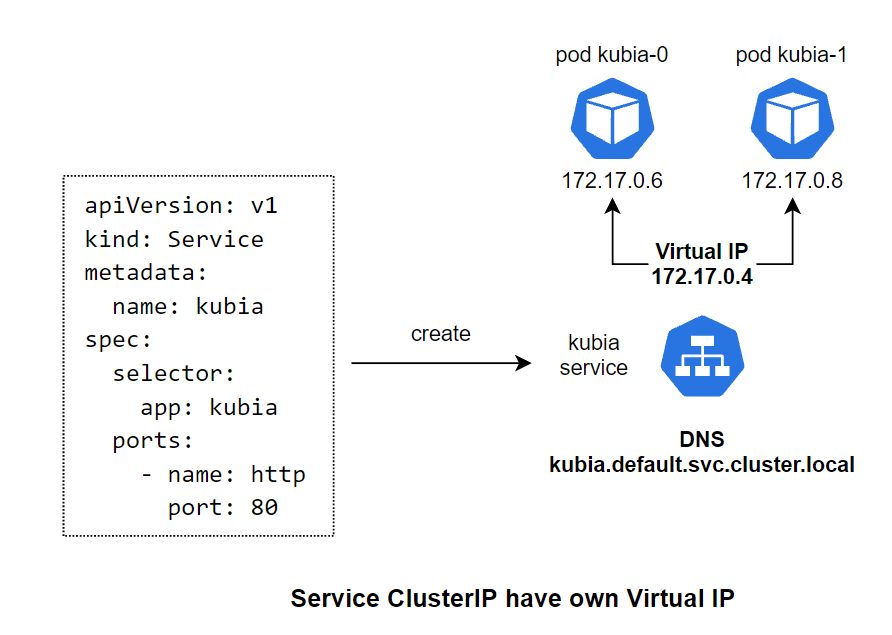 pod kubia-0
pod kubia-1
172.17.0.6
172.17.0.8
apiVersion: v1
kind: Service
metadata:
  name: kubia
spec:
  selector:
    app: kubia
  ports:
    - name: http
      port: 80
create
Virtual IP
172.17.0.4
kubia
service
DNS
kubia.default.svc.cluster.local
Service ClusterIP have own Virtual IP